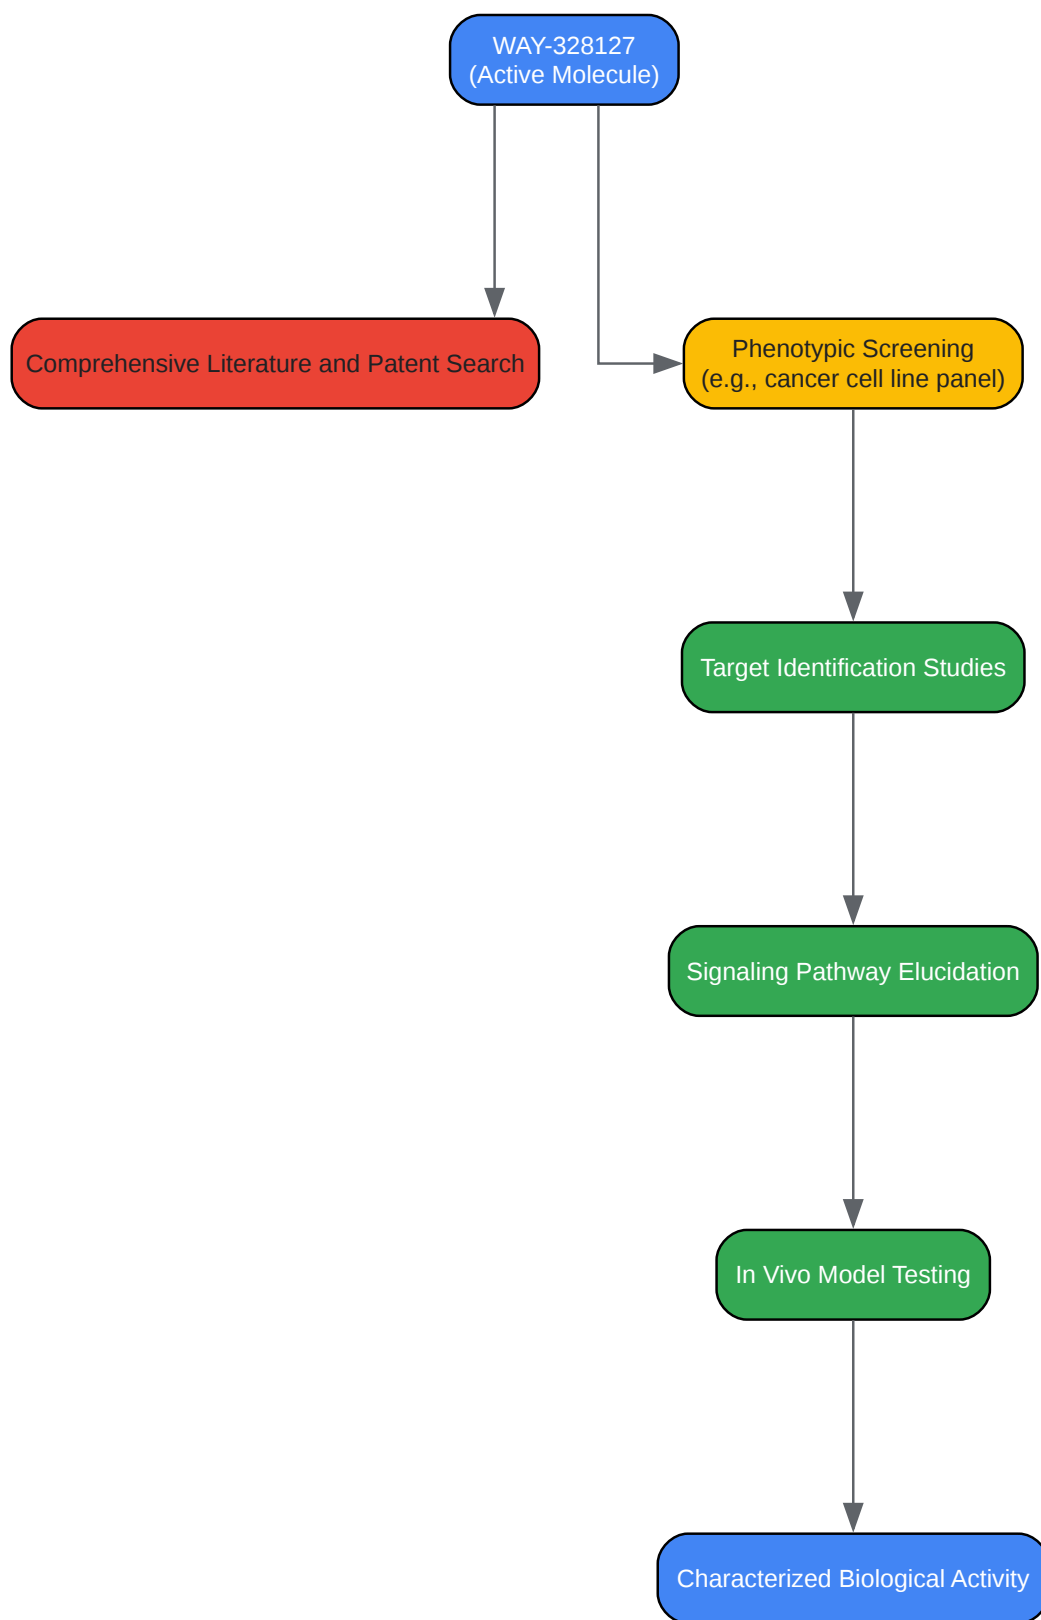 WAY-328127
(Active Molecule)
Comprehensive Literature and Patent Search
Phenotypic Screening
(e.g., cancer cell line panel)
Target Identification Studies
Signaling Pathway Elucidation
In Vivo Model Testing
Characterized Biological Activity